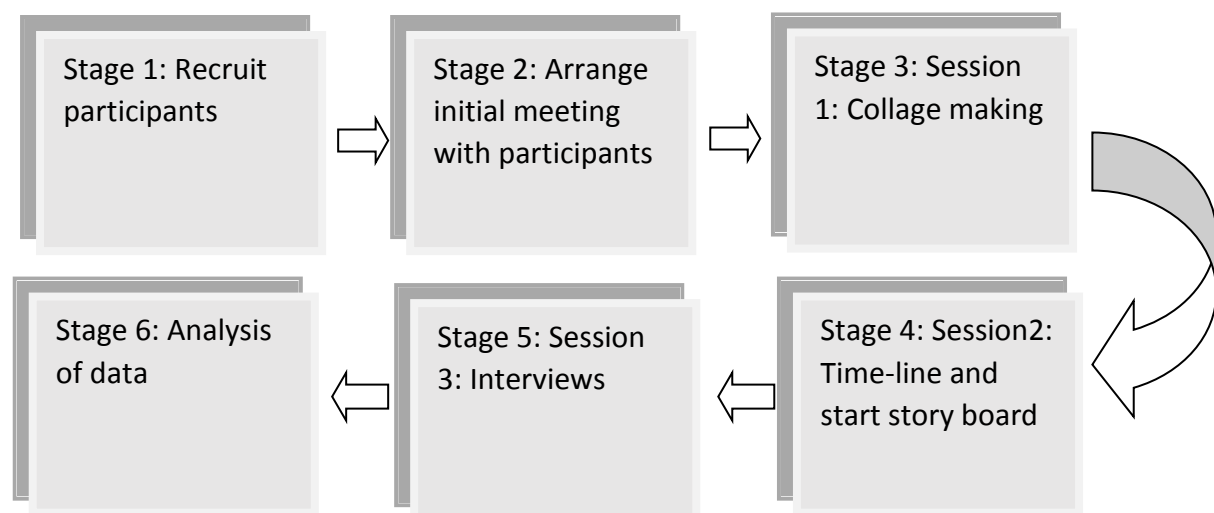 Stage 1: Recruit
participants
Stage 2: Arrange
initial meeting
with participants
Stage 3: Session
1: Collage making
Stage 4: Session2:
Time-line and
start story board
Stage 5: Session
3: Interviews
Stage 6: Analysis
of data